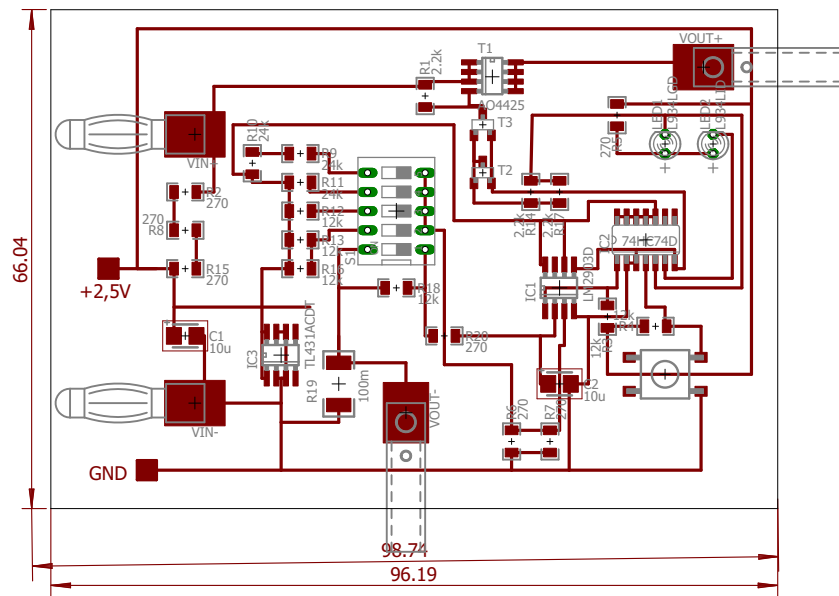 VOUT+
T1
R1
2.2k
AO4425
T3
T2
VIN+
R10
24k
R9
24k
R11
24k
R12
12k
R13
12k
R16
12k
S1
R2
270
270
R8
R15
270
+2,5V
R18
12k
R20
270
C1
10u
IC3
TL431ACDT
R19
100m
VOUT-
VIN-
GND
R14
2.2k
R17
2.2k
270
R5
LED1
L934LGD
LED2
L934LID
IC1
LM2903D
IC2
12k
R3
12k
R4
C2
10u
R6
270
R7
270
66.04
98.74
96.19